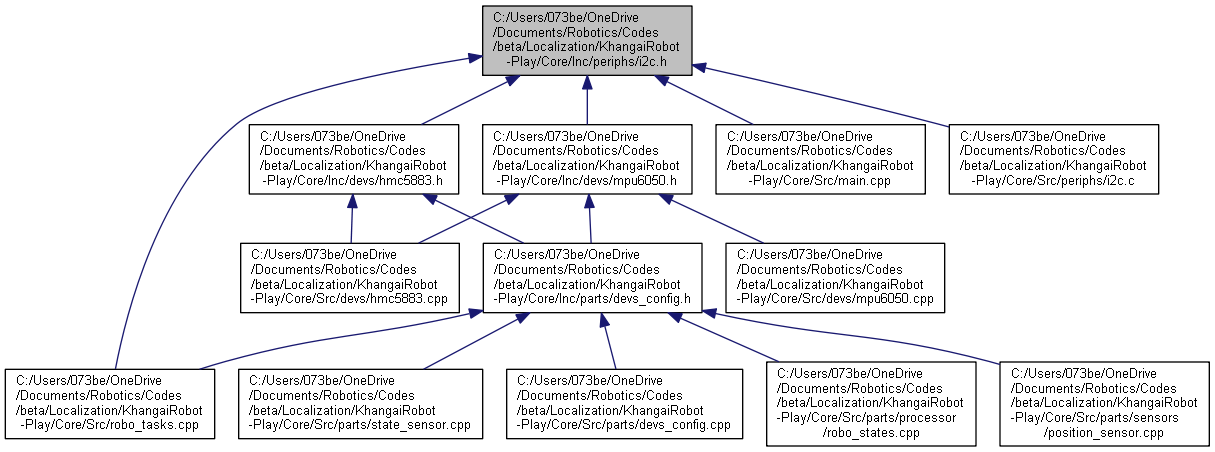 C:/Users/073be/OneDrive
/Documents/Robotics/Codes
/beta/Localization/KhangaiRobot
-Play/Core/Inc/periphs/i2c.h
C:/Users/073be/OneDrive
/Documents/Robotics/Codes
/beta/Localization/KhangaiRobot
-Play/Core/Inc/devs/hmc5883.h
C:/Users/073be/OneDrive
/Documents/Robotics/Codes
/beta/Localization/KhangaiRobot
-Play/Core/Inc/devs/mpu6050.h
C:/Users/073be/OneDrive
/Documents/Robotics/Codes
/beta/Localization/KhangaiRobot
-Play/Core/Src/main.cpp
C:/Users/073be/OneDrive
/Documents/Robotics/Codes
/beta/Localization/KhangaiRobot
-Play/Core/Src/periphs/i2c.c
C:/Users/073be/OneDrive
/Documents/Robotics/Codes
/beta/Localization/KhangaiRobot
-Play/Core/Src/devs/hmc5883.cpp
C:/Users/073be/OneDrive
/Documents/Robotics/Codes
/beta/Localization/KhangaiRobot
-Play/Core/Inc/parts/devs_config.h
C:/Users/073be/OneDrive
/Documents/Robotics/Codes
/beta/Localization/KhangaiRobot
-Play/Core/Src/devs/mpu6050.cpp
C:/Users/073be/OneDrive
/Documents/Robotics/Codes
/beta/Localization/KhangaiRobot
-Play/Core/Src/robo_tasks.cpp
C:/Users/073be/OneDrive
/Documents/Robotics/Codes
/beta/Localization/KhangaiRobot
-Play/Core/Src/parts/state_sensor.cpp
C:/Users/073be/OneDrive
/Documents/Robotics/Codes
/beta/Localization/KhangaiRobot
-Play/Core/Src/parts/devs_config.cpp
C:/Users/073be/OneDrive
/Documents/Robotics/Codes
/beta/Localization/KhangaiRobot
-Play/Core/Src/parts/processor
/robo_states.cpp
C:/Users/073be/OneDrive
/Documents/Robotics/Codes
/beta/Localization/KhangaiRobot
-Play/Core/Src/parts/sensors
/position_sensor.cpp